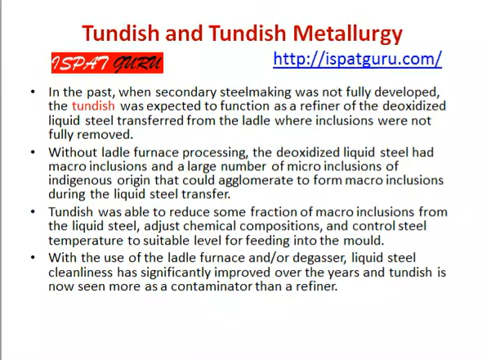 Tundish and Tundish Metallurgy
ISPAT GURU
http://ispatguru.com/
• In the past, when secondary steelmaking was not fully developed,
the tundish was expected to function as a refiner of the deoxidized
liquid steel transferred from the ladle where inclusions were not
fully removed.
• Without ladle furnace processing, the deoxidized liquid steel had
macro inclusions and a large number of micro inclusions of
indigenous origin that could agglomerate to form macro inclusions
during the liquid steel transfer.
• Tundish was able to reduce some fraction of macro inclusions from
the liquid steel, adjust chemical compositions, and control steel
temperature to suitable level for feeding into the mould.
• With the use of the ladle furnace and/or degasser, liquid steel
cleanliness has significantly improved over the years and tundish is
now seen more as a contaminator than a refiner.